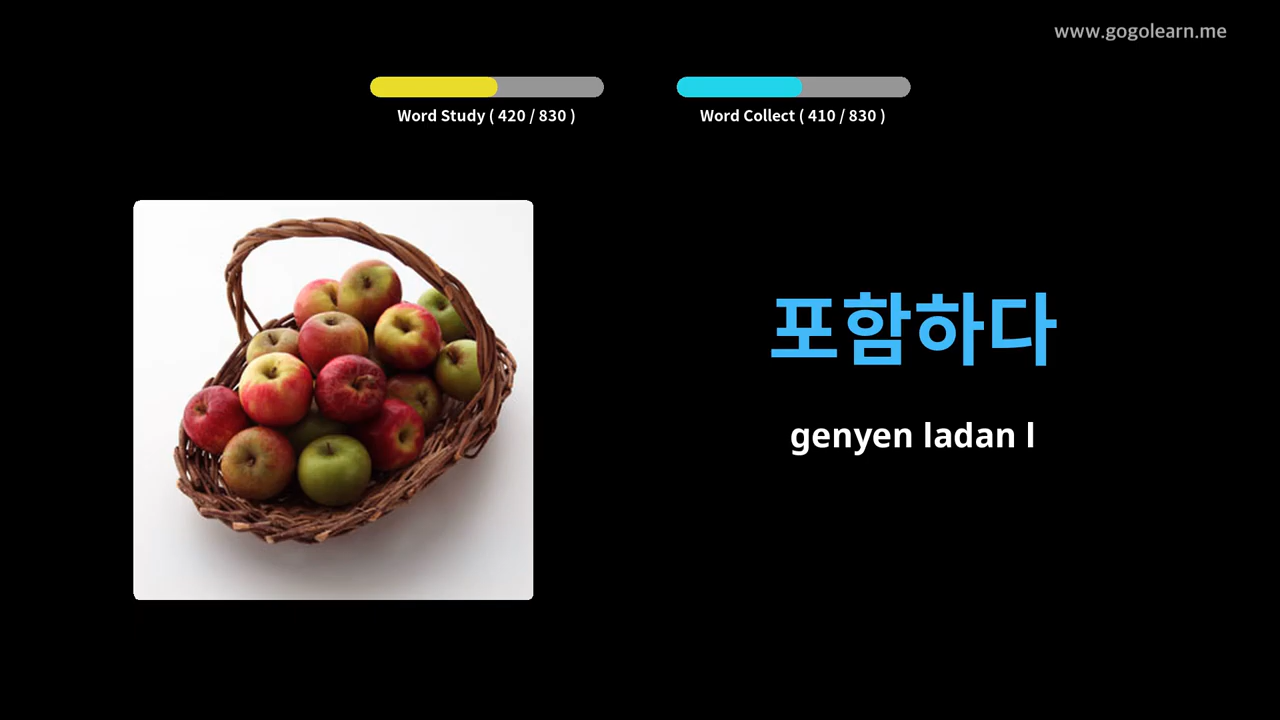 www.gogolearn.me
Word Study ( 420 / 830 )
Word Collect ( 410 / 830 )
포함하다
genyen ladan l